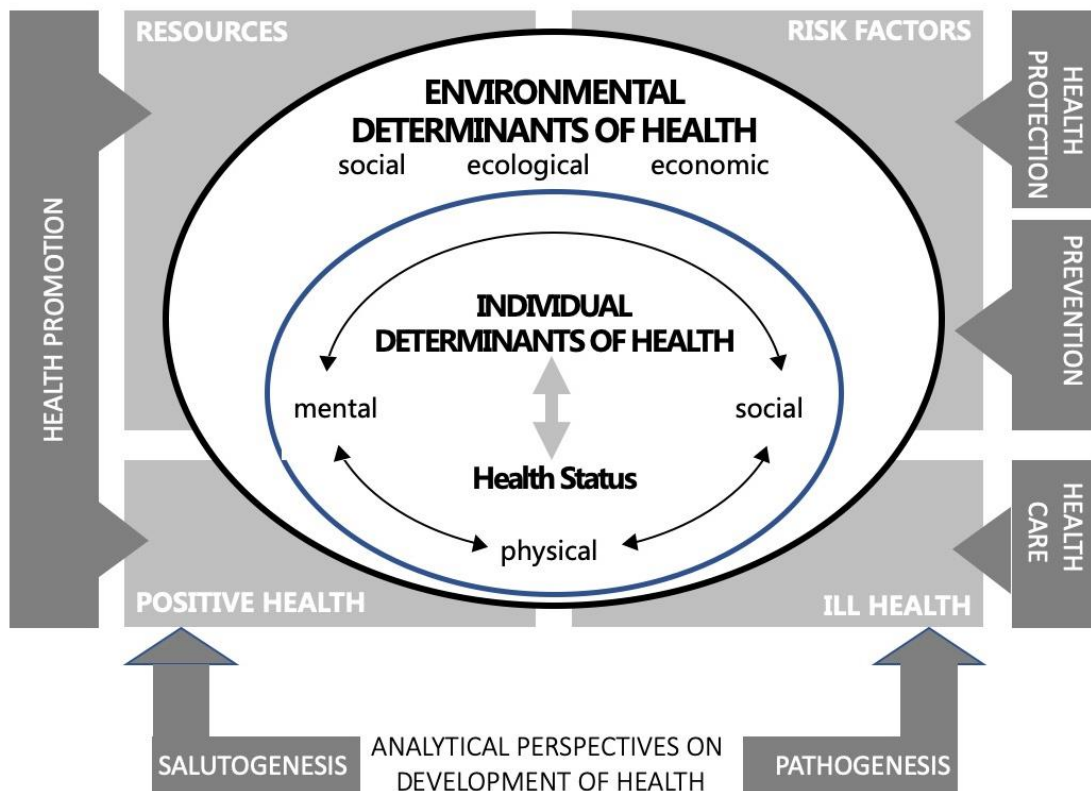 RESOURCES
RISK FACTORS
HEALTH PROMOTION
HEALTH
PROTECTION
PREVENTION
HEALTH
CARE
ENVIRONMENTAL
DETERMINANTS OF HEALTH
social ecological economic
INDIVIDUAL
DETERMINANTS OF HEALTH
mental
social
Health Status
physical
POSITIVE HEALTH
ILL HEALTH
SALUTOGENESIS
ANALYTICAL PERSPECTIVES ON
DEVELOPMENT OF HEALTH
PATHOGENESIS